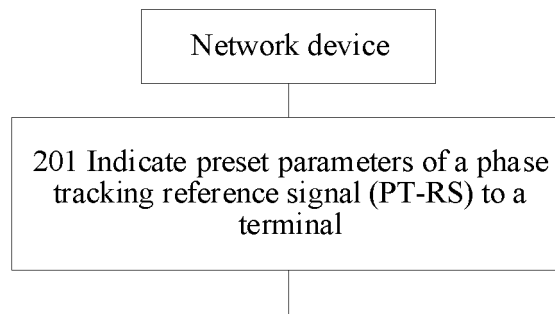 Network device
201 Indicate preset parameters of a phase
tracking reference signal (PT-RS) to a
terminal